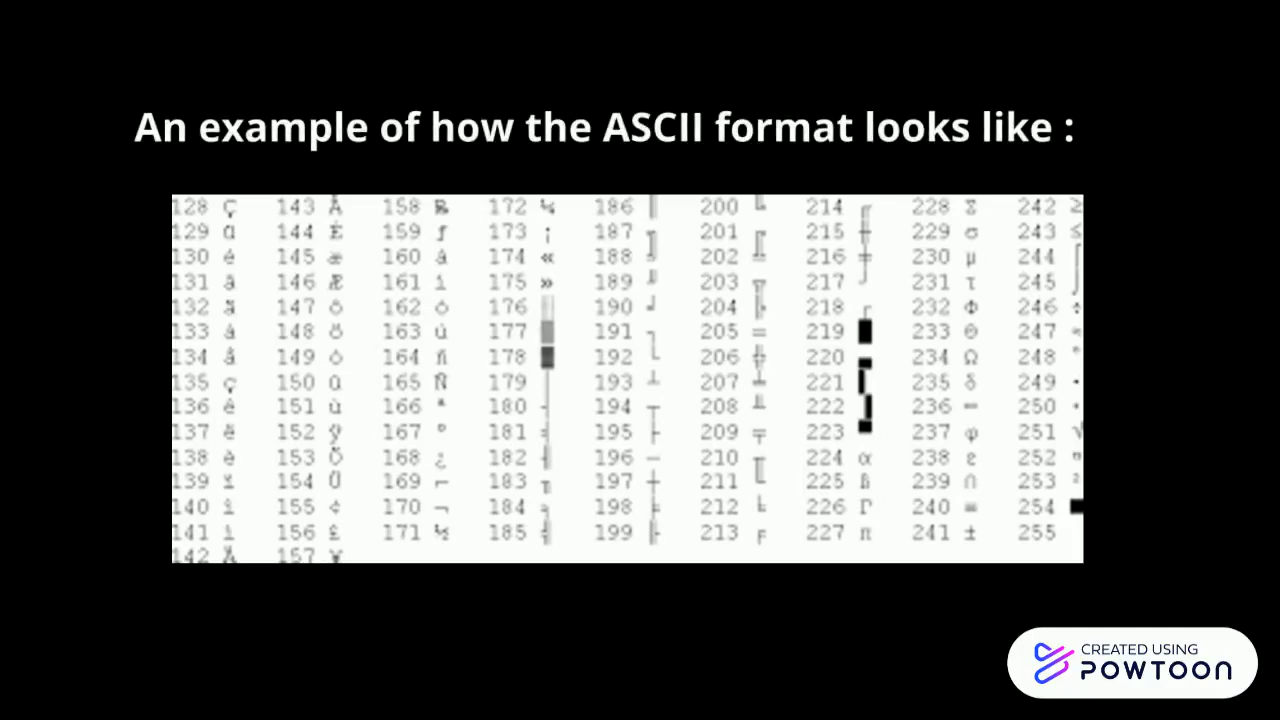 An example of how the ASCII format looks like :
128 Ç 143 Å 158 ₧ 172 ¼ 186 ║ 200 ╚ 214 ╓ 228 Σ 242 ≥
129 ü 144 É 159 ƒ 173 ¡ 187 ╗ 201 ╔ 215 ╫ 229 σ 243 ≤
130 é 145 æ 160 á 174 « 188 ╝ 202 ╩ 216 ╪ 230 µ 244 ⌠
131 â 146 Æ 161 í 175 » 189 ╜ 203 ╦ 217 ┘ 231 τ 245 ⌡
132 ä 147 ô 162 ó 176 ░ 190 ╛ 204 ╠ 218 ┌ 232 Φ 246 ÷
133 à 148 ö 163 ú 177 ▒ 191 ┐ 205 ═ 219 █ 233 Θ 247 ≈
134 å 149 ò 164 ñ 178 ▓ 192 └ 206 ╬ 220 ▄ 234 Ω 248 °
135 ç 150 û 165 Ñ 179 │ 193 ┴ 207 ╧ 221 ▌ 235 δ 249 ∙
136 ê 151 ù 166 ª 180 ┤ 194 ┬ 208 ╨ 222 ▐ 236 ∞ 250 ·
137 ë 152 ÿ 167 º 181 ╡ 195 ├ 209 ╤ 223 ▀ 237 φ 251 √
138 è 153 Ö 168 ¿ 182 ╢ 196 ─ 210 ╥ 224 α 238 ε 252 ⁿ
139 ï 154 Ü 169 ⌐ 183 ╖ 197 ┼ 211 ╙ 225 ß 239 ∩ 253 ²
140 î 155 ¢ 170 ¬ 184 ╕ 198 ╞ 212 ╘ 226 Γ 240 ≡ 254 ■
141 ì 156 £ 171 ½ 185 ╣ 199 ╟ 213 ╒ 227 π 241 ± 255
142 Ä 157 ¥
CREATED USING
POWTOON